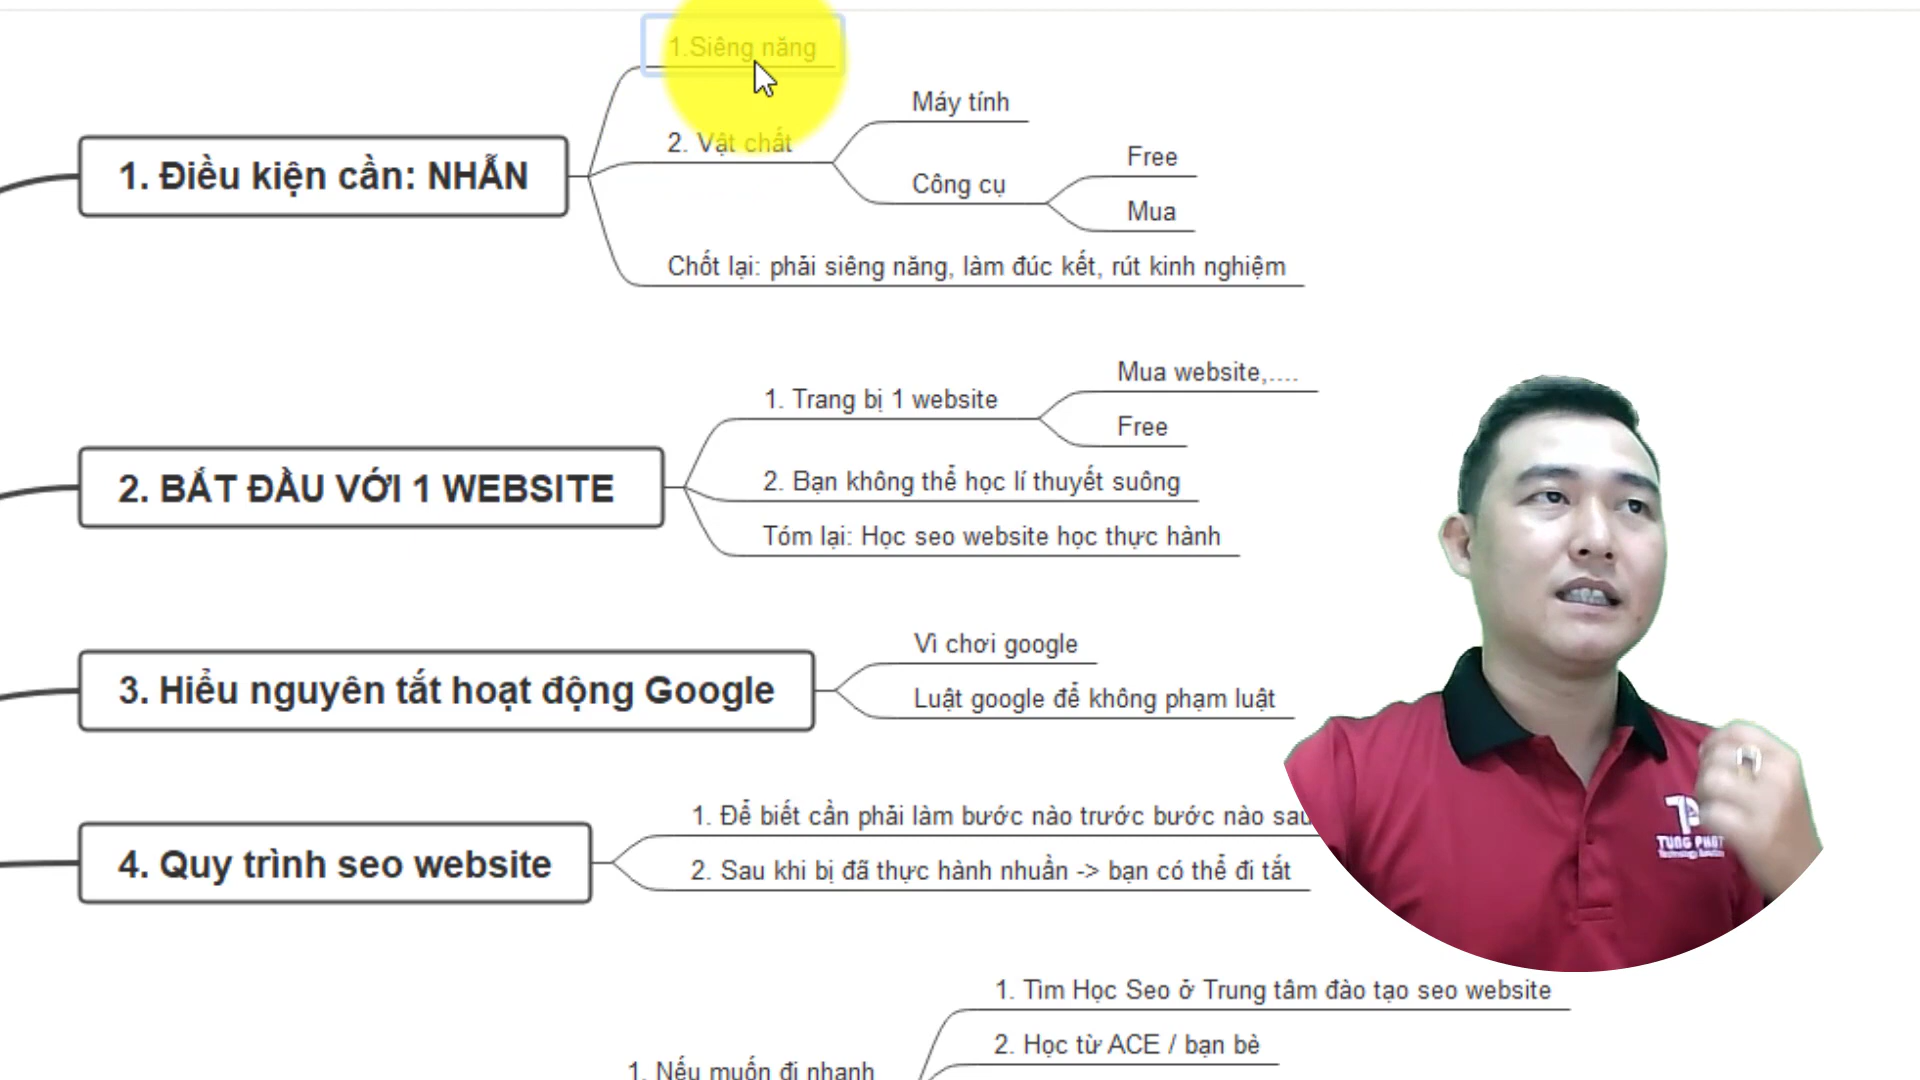 1.Siêng năng
1. Điều kiện cần: NHẪN
2. Vật chất
Máy tính
Công cụ
Free
Mua
Chốt lại: phải siêng năng, làm đúc kết, rút kinh nghiệm
2. BẮT ĐẦU VỚI 1 WEBSITE
1. Trang bị 1 website
Mua website,....
Free
2. Bạn không thể học lí thuyết suông
Tóm lại: Học seo website học thực hành
3. Hiểu nguyên tắt hoạt động Google
Vì chơi google
Luật google để không phạm luật
4. Quy trình seo website
1. Để biết cần phải làm bước nào trước bước nào sau
2. Sau khi bị đã thực hành nhuần -> bạn có thể đi tắt
TUNG PHAT
1. Nếu muốn đi nhanh
1. Tìm Học Seo ở Trung tâm đào tạo seo website
2. Học từ ACE / bạn bè